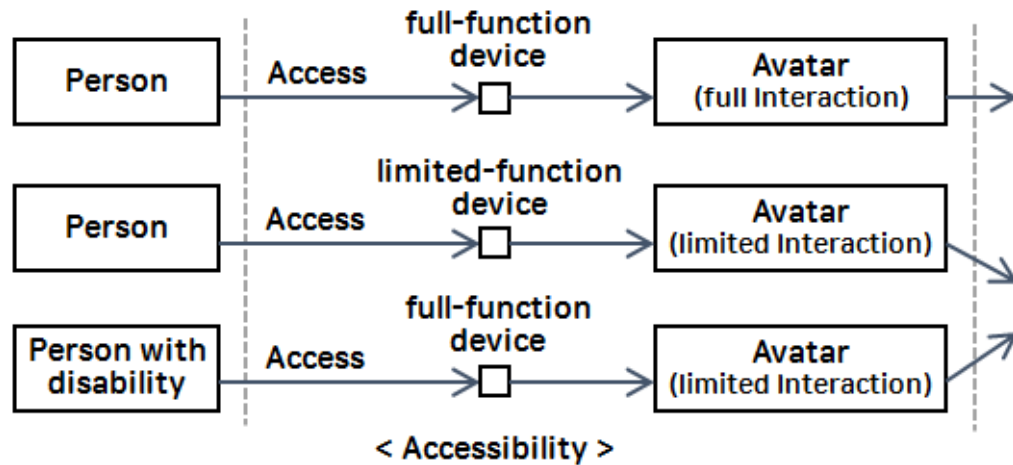 full-function
device
Person
Access
Avatar
(full Interaction)
limited-function
device
Person
Access
Avatar
(limited Interaction)
full-function
device
Person with
disability
Access
Avatar
(limited Interaction)
< Accessibility >